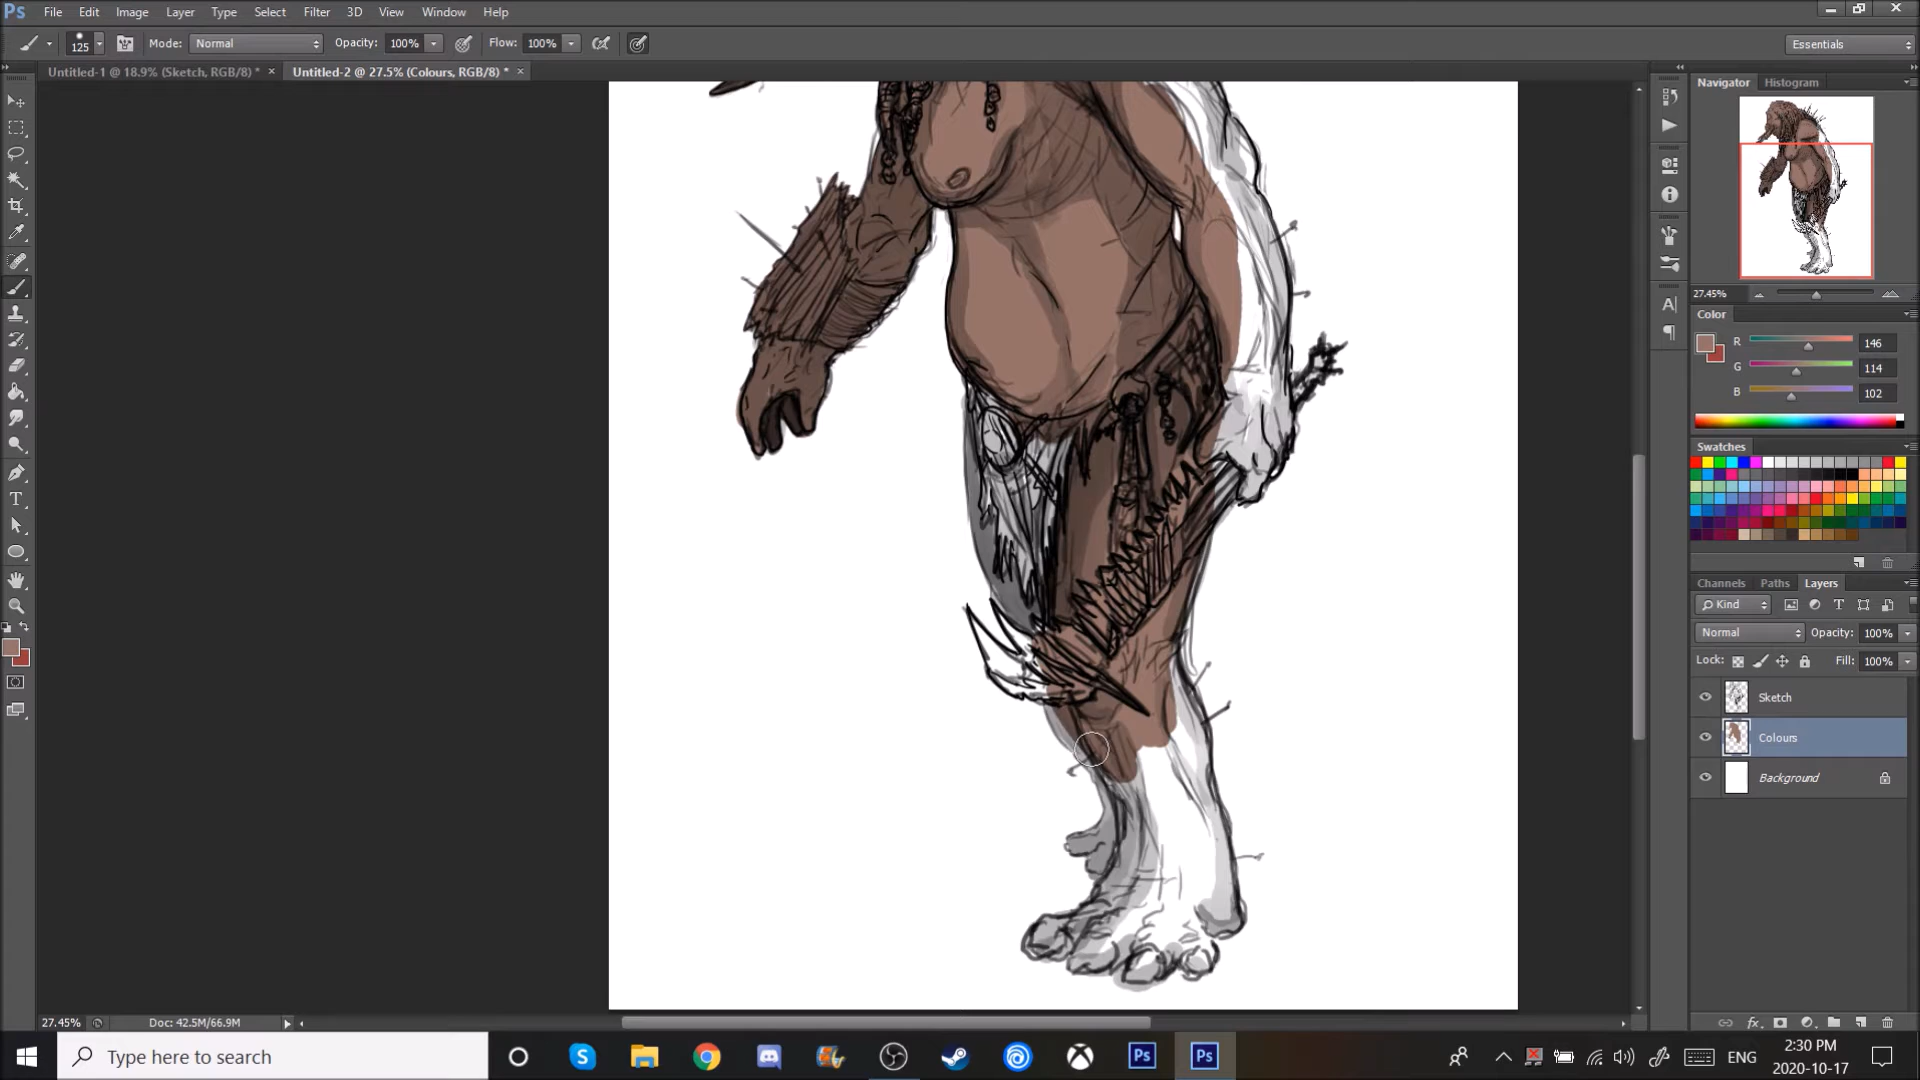 Ps File Edit Image Layer Type Select Filter 3D View Window Help
125 Mode: Normal Opacity: 100% Flow: 100% Essentials
Untitled-1 @ 18.9% (Sketch, RGB/8) * × Untitled-2 @ 27.5% (Colours, RGB/8) * ×
Navigator Histogram
27.45%
Color
R 146
G 114
B 102
Swatches
Channels Paths Layers
Kind
Normal Opacity: 100%
Lock: Fill: 100%
Sketch
Colours
Background
27.45% Doc: 42.5M/66.9M
Type here to search
ENG
2:30 PM
2020-10-17